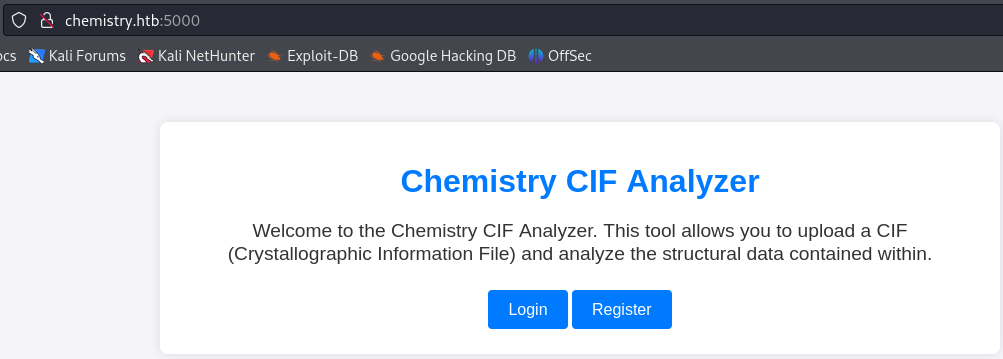 chemistry.htb:5000
ocs Kali Forums Kali NetHunter Exploit-DB Google Hacking DB OffSec
Chemistry CIF Analyzer
Welcome to the Chemistry CIF Analyzer. This tool allows you to upload a CIF
(Crystallographic Information File) and analyze the structural data contained within.
Login Register